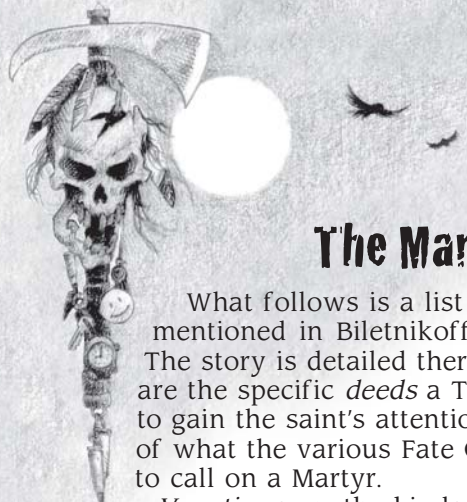 The Mar
What follows is a list
mentioned in Biletnikoff
The story is detailed ther
are the specific deeds a T
to gain the saint's attentio
of what the various Fate
to call on a Martyr.